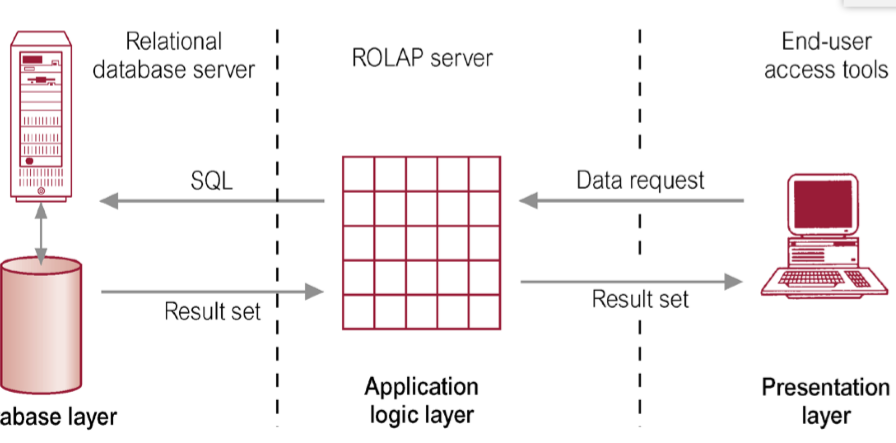 Relational
database server
ROLAP server
End-user
access tools
SQL
Data request
Result set
Result set
Application
logic layer
Presentation
layer
abase layer